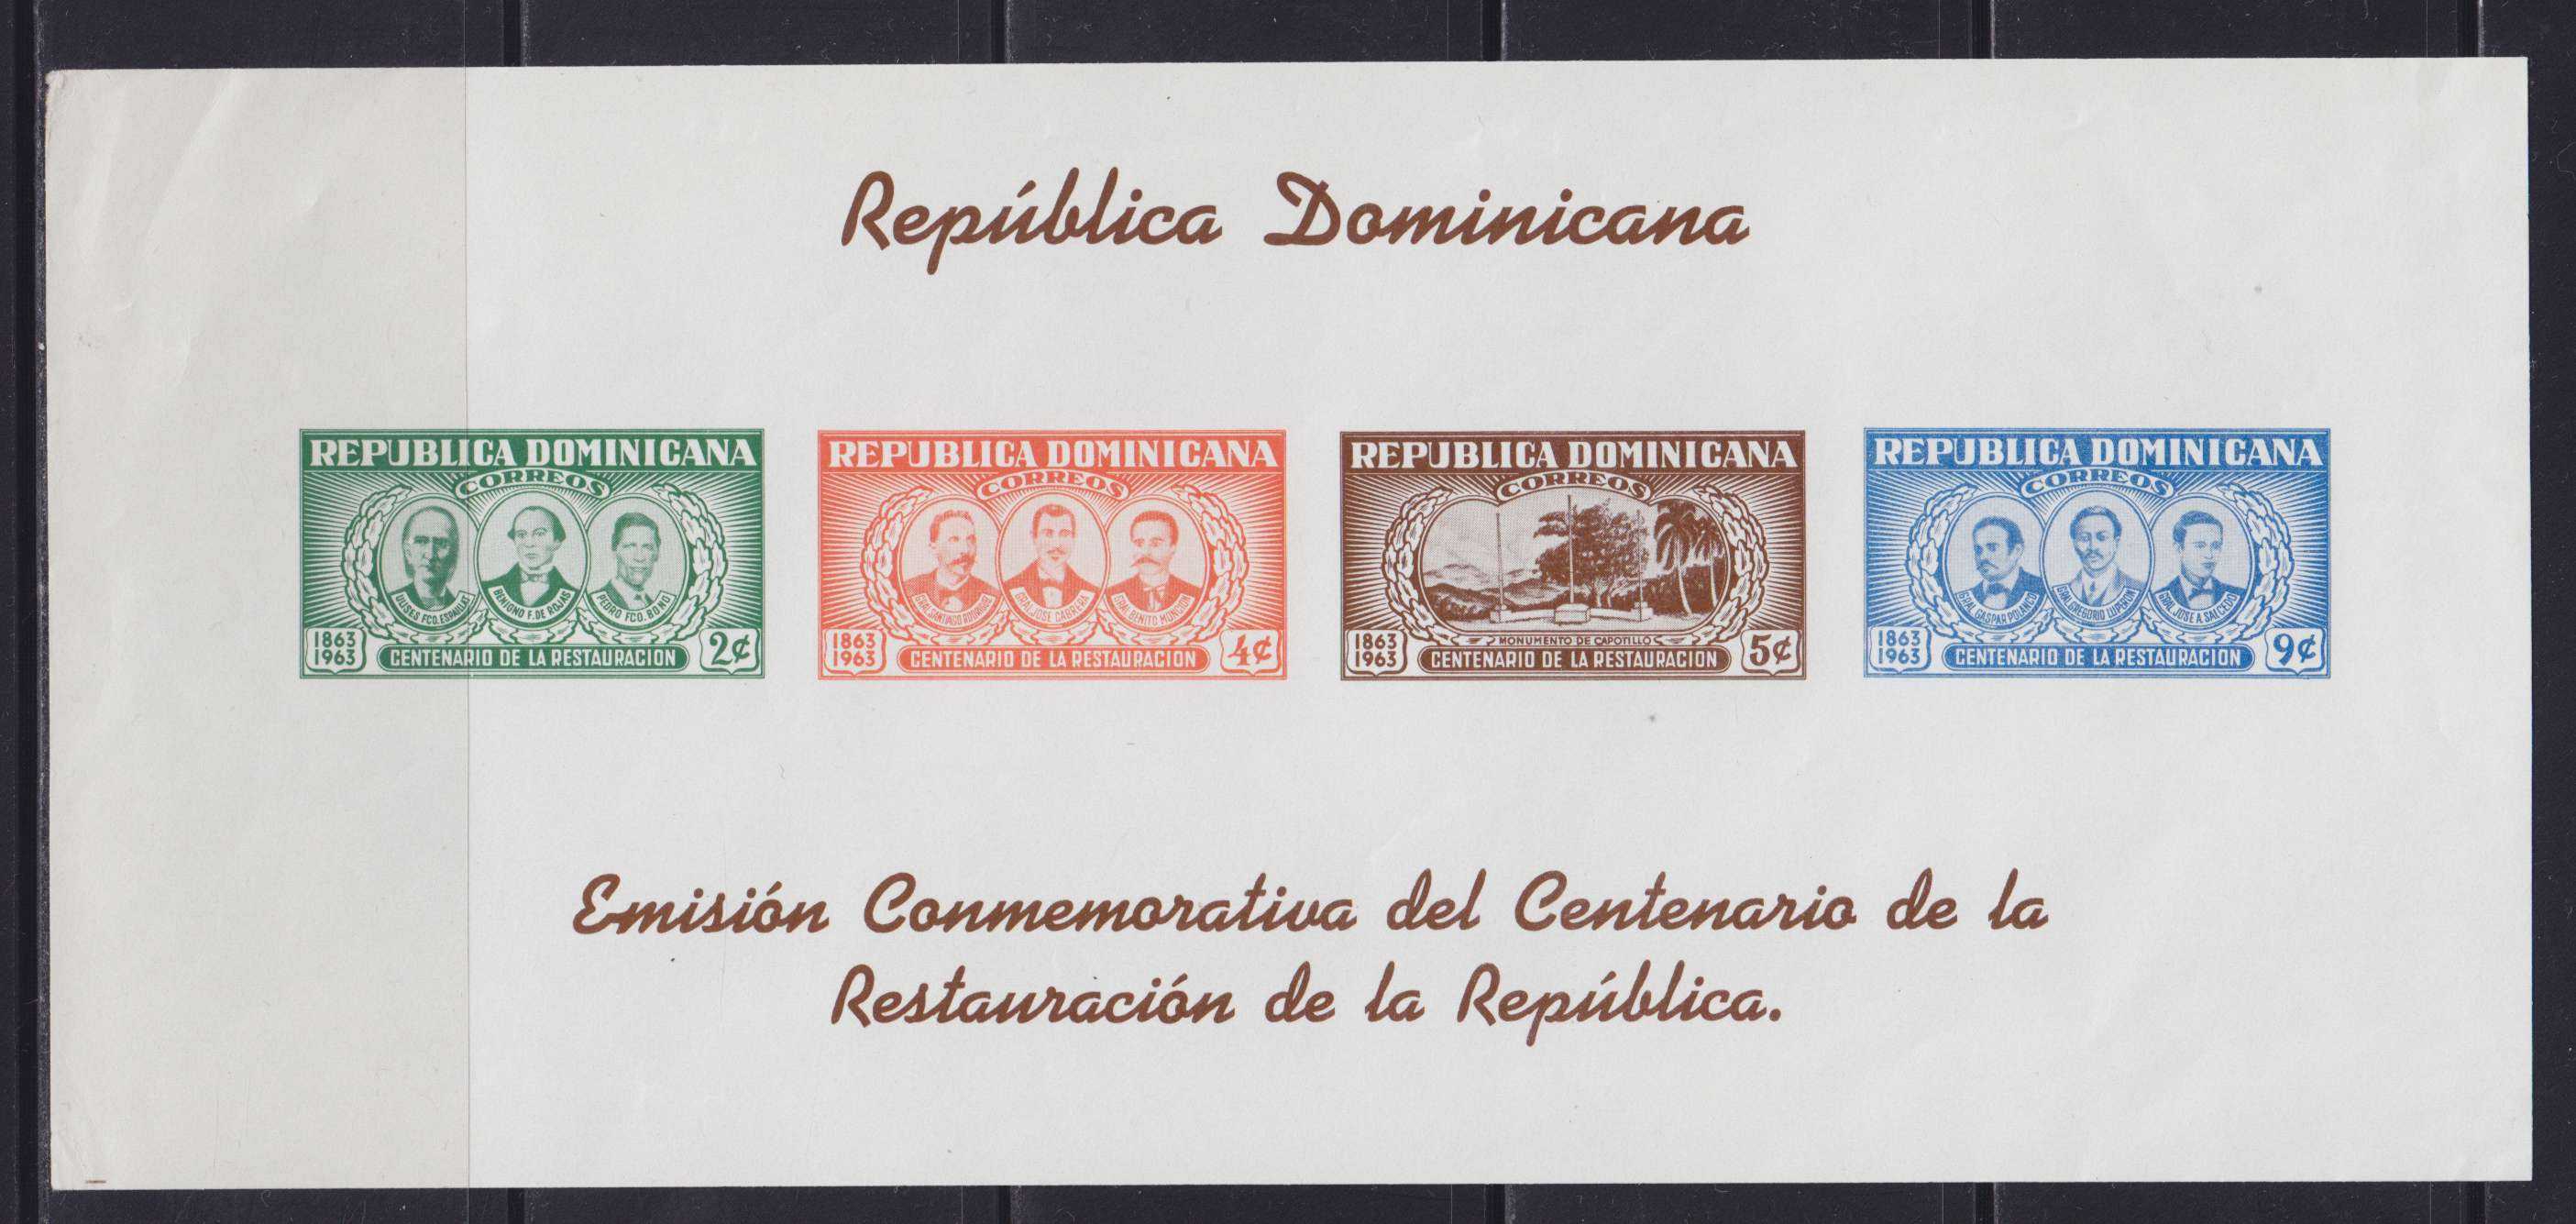 República Dominicana
REPUBLICA DOMINICANA
CORREOS
ULISES FCO. ESPAILLAT
BENIGNO F. DE ROJAS
PEDRO FCO. BONO
1863
1963
CENTENARIO DE LA RESTAURACION
2¢
REPUBLICA DOMINICANA
CORREOS
GRAL. SANTIAGO RODRIGUEZ
GRAL. JOSE CABRERA
GRAL. BENITO MONCION
1863
1963
CENTENARIO DE LA RESTAURACION
4¢
REPUBLICA DOMINICANA
CORREOS
MONUMENTO DE CAPOTILLO
1863
1963
CENTENARIO DE LA RESTAURACION
5¢
REPUBLICA DOMINICANA
CORREOS
GRAL. GASPAR POLANCO
GRAL. GREGORIO LUPERON
GRAL. JOSE A. SALCEDO
1863
1963
CENTENARIO DE LA RESTAURACION
9¢
Emisión Conmemorativa del Centenario de la
Restauración de la República.